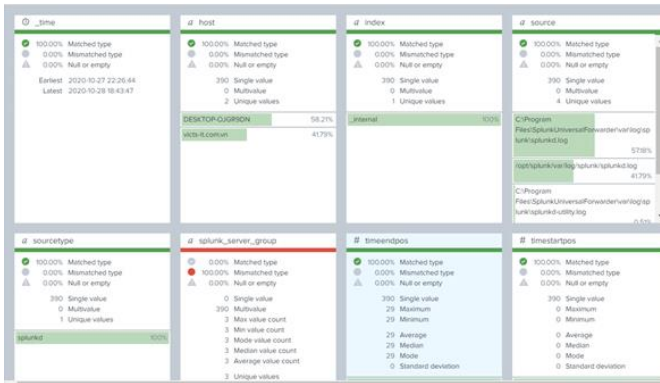 _time
100.00% Matched type
0.00% Mismatched type
0.00% Null or empty
Earliest 2020-10-27 22:26:44
Latest 2020-10-28 18:43:47
a host
100.00% Matched type
0.00% Mismatched type
0.00% Null or empty
390 Single value
0 Multivalue
2 Unique values
58.21%
victs-it.com.vn 41.79%
a index
100.00% Matched type
0.00% Mismatched type
0.00% Null or empty
390 Single value
0 Multivalue
1 Unique values
_internal 100%
a source
100.00% Matched type
0.00% Mismatched type
0.00% Null or empty
390 Single value
0 Multivalue
4 Unique values
C:\Program
Files\SplunkUniversalForwarder\var\log\sp
lunk\splunkd.log
57.18%
/opt/splunk/var/log/splunk/splunkd.log
41.79%
C:\Program
Files\SplunkUniversalForwarder\var\log\sp
lunk\splunkd-utility.log
0.51%
a sourcetype
100.00% Matched type
0.00% Mismatched type
0.00% Null or empty
390 Single value
0 Multivalue
1 Unique values
splunkd 100%
a splunk_server_group
0.00% Matched type
100.00% Mismatched type
0.00% Null or empty
0 Single value
390 Multivalue
3 Max value count
3 Min value count
3 Mode value count
3 Median value count
3 Average value count
3 Unique values
# timeendpos
100.00% Matched type
0.00% Mismatched type
0.00% Null or empty
390 Single value
29 Maximum
29 Minimum
29 Average
29 Median
29 Mode
0 Standard deviation
# timestartpos
100.00% Matched type
0.00% Mismatched type
0.00% Null or empty
390 Single value
0 Maximum
0 Minimum
0 Average
0 Median
0 Mode
0 Standard deviation